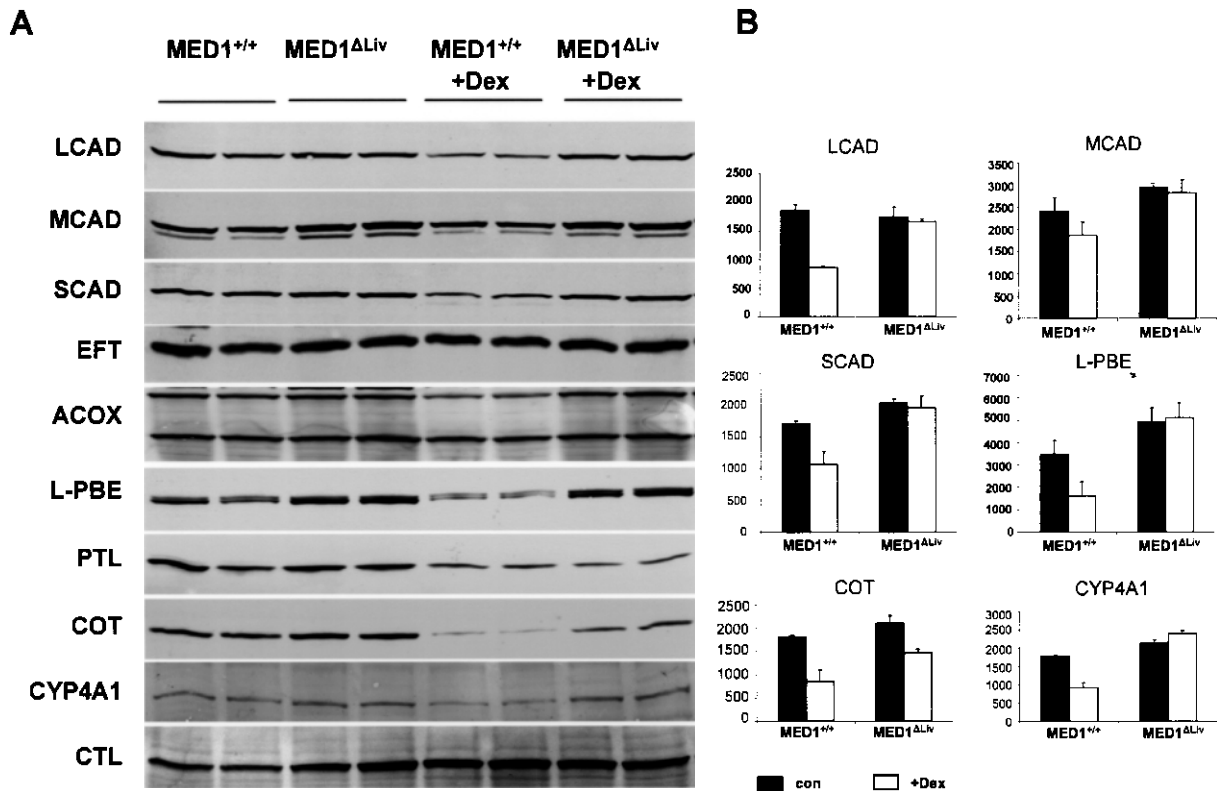 A
MED1+/+ MED1ΔLiv MED1+/+ +Dex MED1ΔLiv +Dex
LCAD
MCAD
SCAD
EFT
ACOX
L-PBE
PTL
COT
CYP4A1
CTL
B
LCAD
2500
2000
1500
1000
500
0
MED1+/+ MED1ΔLiv
MCAD
3500
3000
2500
2000
1500
1000
500
0
MED1+/+ MED1ΔLiv
SCAD
2500
2000
1500
1000
500
0
MED1+/+ MED1ΔLiv
L-PBE
7000
6000
5000
4000
3000
2000
1000
0
MED1+/+ MED1ΔLiv
COT
2500
2000
1500
1000
500
0
MED1+/+ MED1ΔLiv
CYP4A1
3000
2500
2000
1500
1000
500
0
MED1+/+ MED1ΔLiv
con +Dex